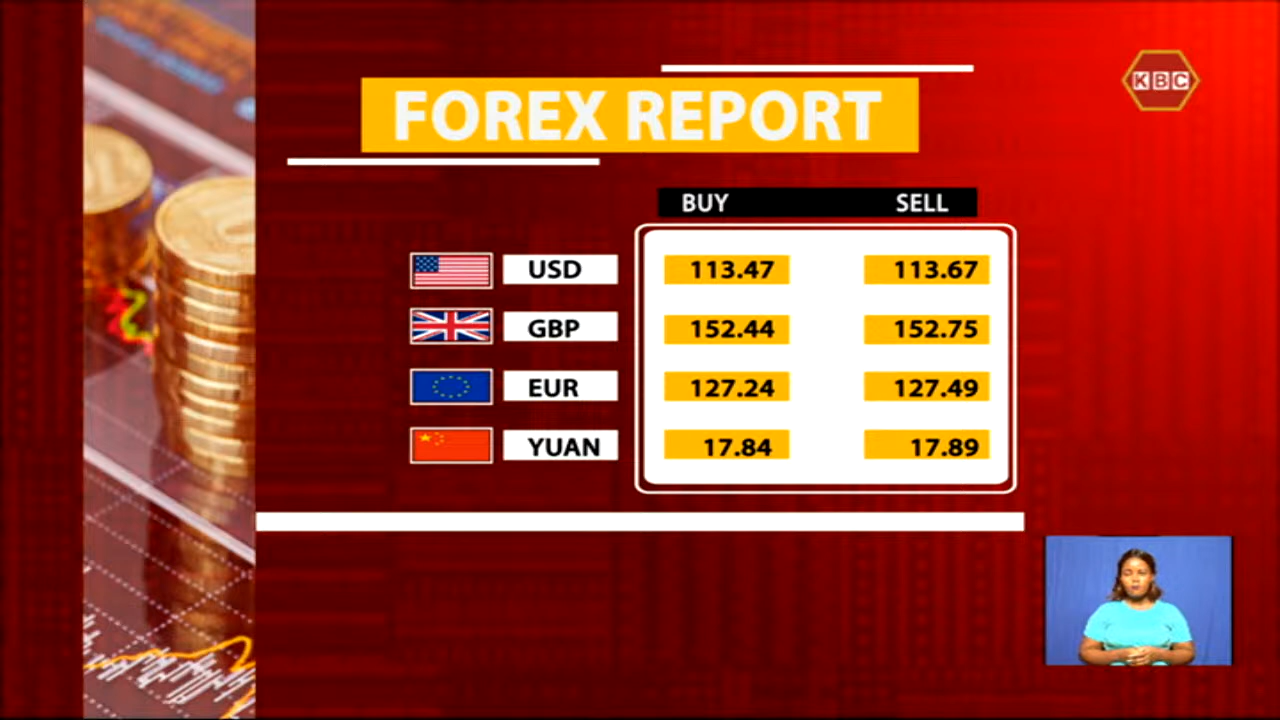 FOREX REPORT
KBC
BUY SELL
USD 113.47 113.67
GBP 152.44 152.75
EUR 127.24 127.49
YUAN 17.84 17.89